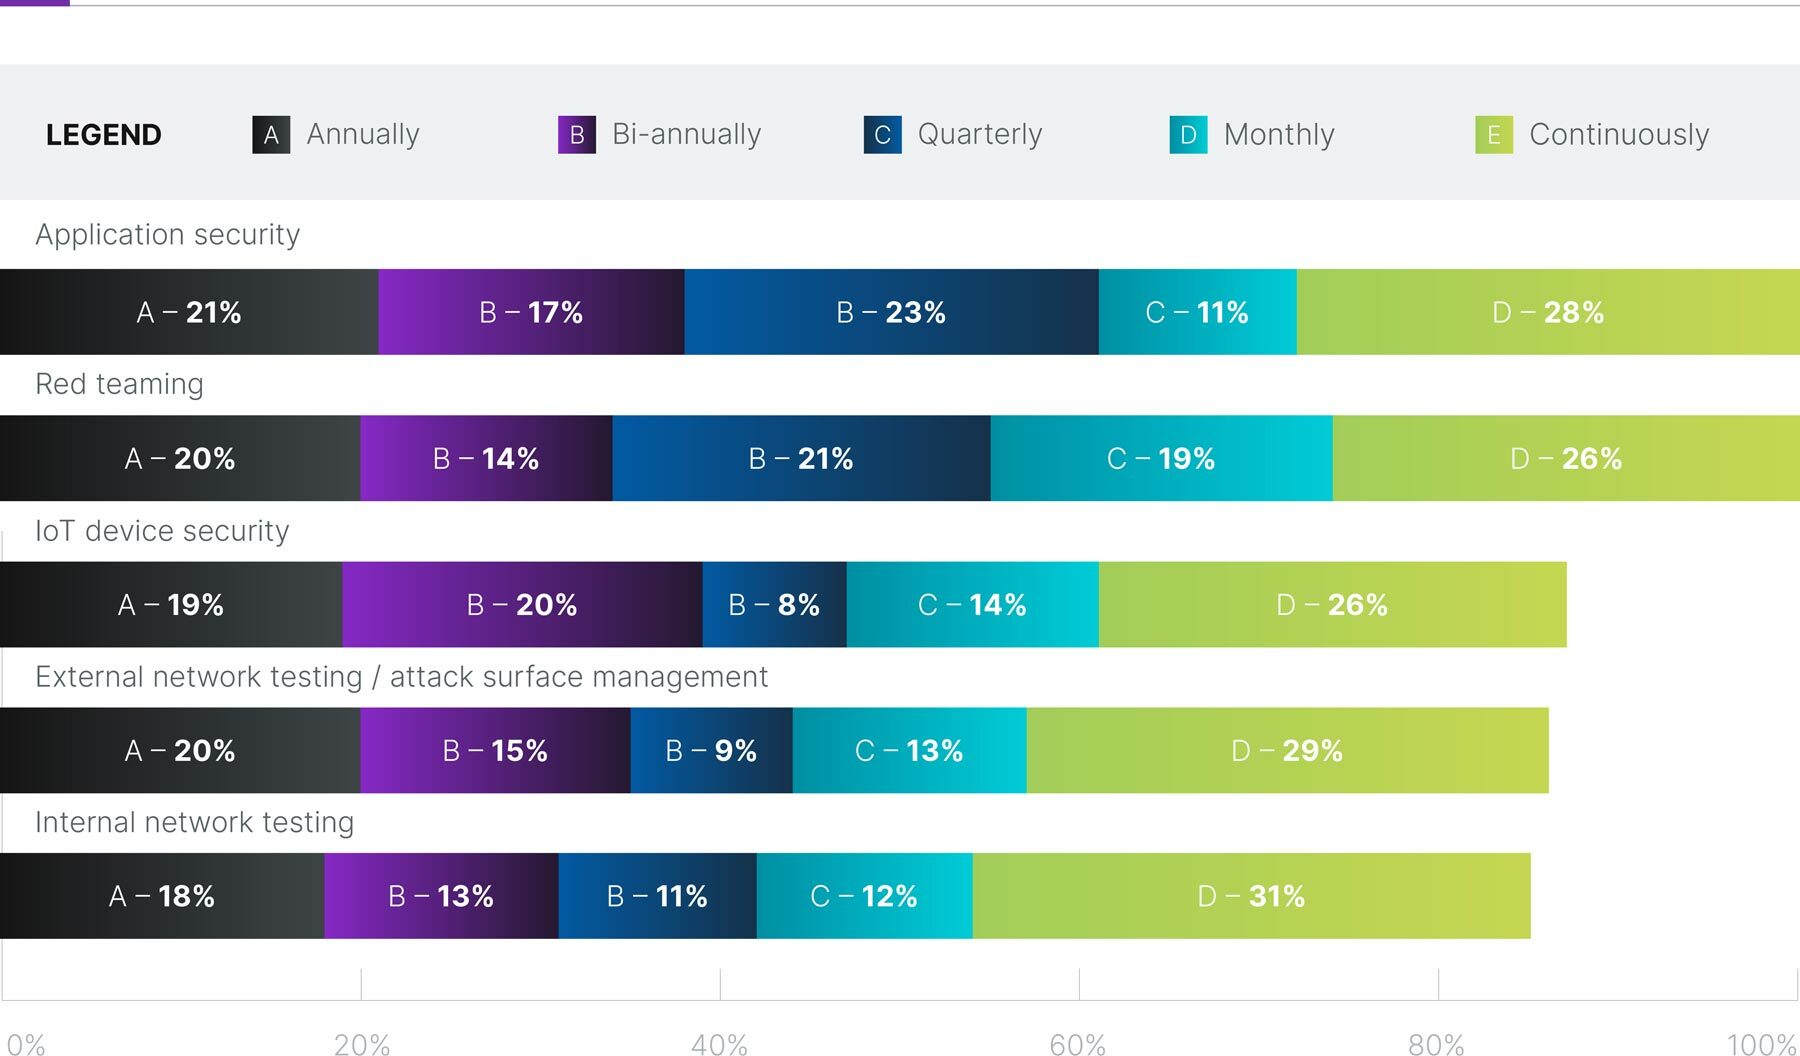 LEGEND A Annually B Bi-annually C Quarterly D Monthly E Continuously
Application security
A – 21% B – 17% B – 23% C – 11% D – 28%
Red teaming
A – 20% B – 14% B – 21% C – 19% D – 26%
IoT device security
A – 19% B – 20% B – 8% C – 14% D – 26%
External network testing / attack surface management
A – 20% B – 15% B – 9% C – 13% D – 29%
Internal network testing
A – 18% B – 13% B – 11% C – 12% D – 31%
0% 20% 40% 60% 80% 100%